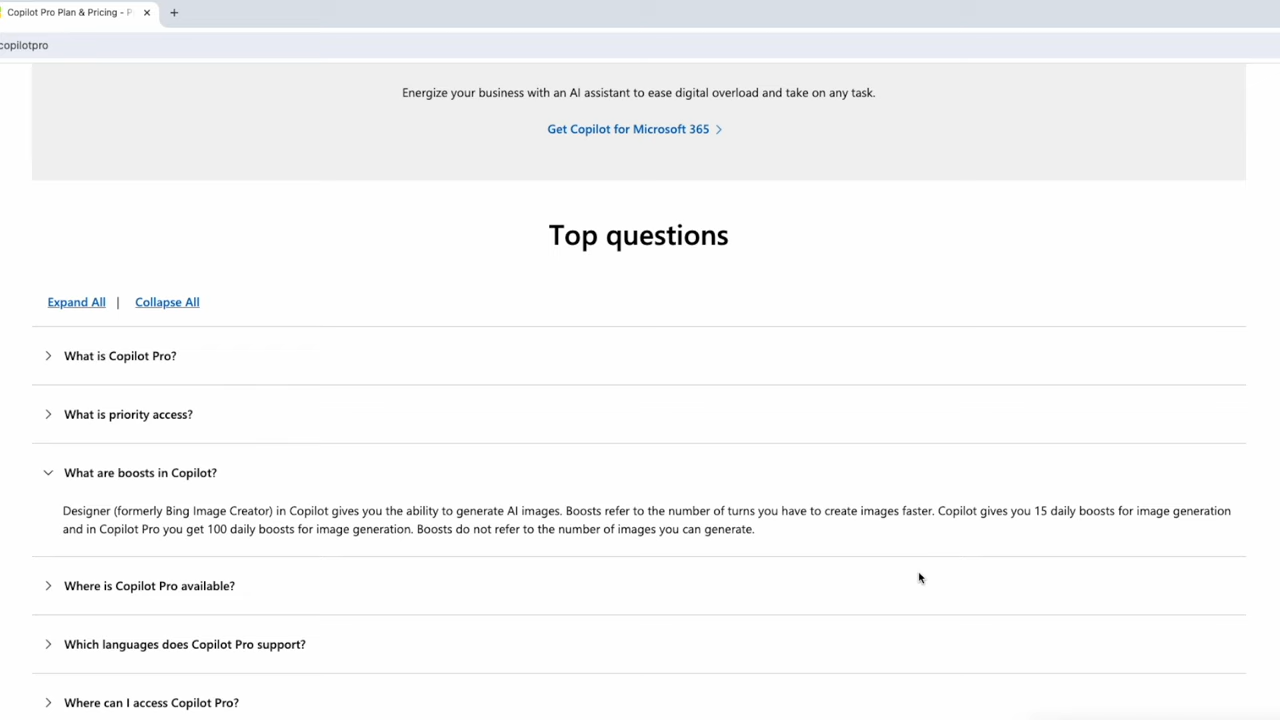 Copilot Pro Plan & Pricing - P
copilotpro
Energize your business with an AI assistant to ease digital overload and take on any task.
Get Copilot for Microsoft 365
Top questions
Expand All | Collapse All
What is Copilot Pro?
What is priority access?
What are boosts in Copilot?
Designer (formerly Bing Image Creator) in Copilot gives you the ability to generate AI images. Boosts refer to the number of turns you have to create images faster. Copilot gives you 15 daily boosts for image generation
and in Copilot Pro you get 100 daily boosts for image generation. Boosts do not refer to the number of images you can generate.
Where is Copilot Pro available?
Which languages does Copilot Pro support?
Where can I access Copilot Pro?